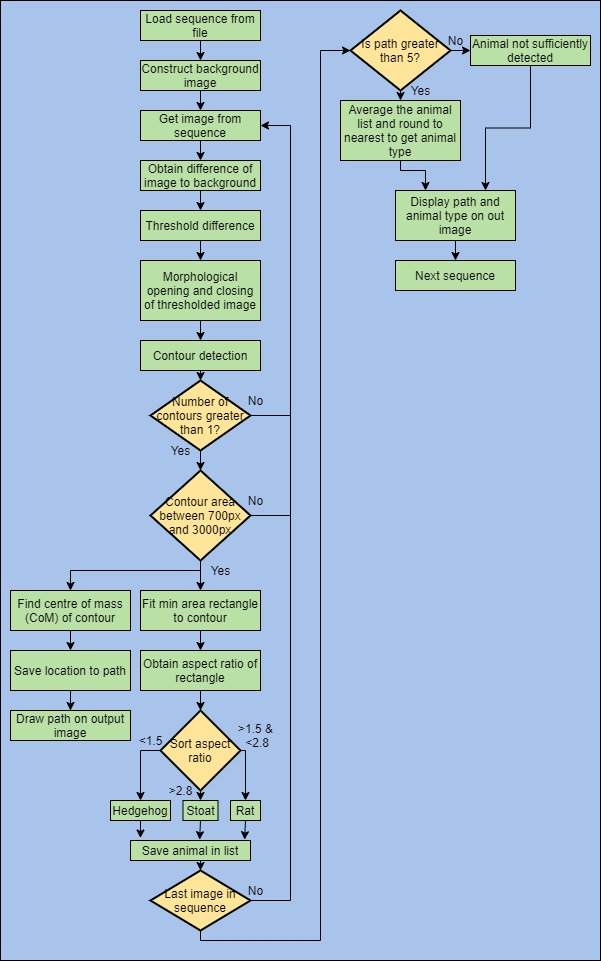 Load sequence from
file
Construct background
image
Get image from
sequence
Obtain difference of
image to background
Threshold difference
Morphological
opening and closing
of thresholded image
Contour detection
Number of
contours greater
than 1?
No
Yes
Contour area
between 700px
and 3000px
No
Yes
Find centre of mass
(CoM) of contour
Save location to path
Draw path on output
image
Fit min area rectangle
to contour
Obtain aspect ratio of
rectangle
Sort aspect
ratio
<1.5
>2.8
>1.5 &
<2.8
Hedgehog
Stoat
Rat
Save animal in list
Last image in
sequence
No
Is path greater
than 5?
No
Yes
Animal not sufficiently
detected
Average the animal
list and round to
nearest to get animal
type
Display path and
animal type on out
image
Next sequence